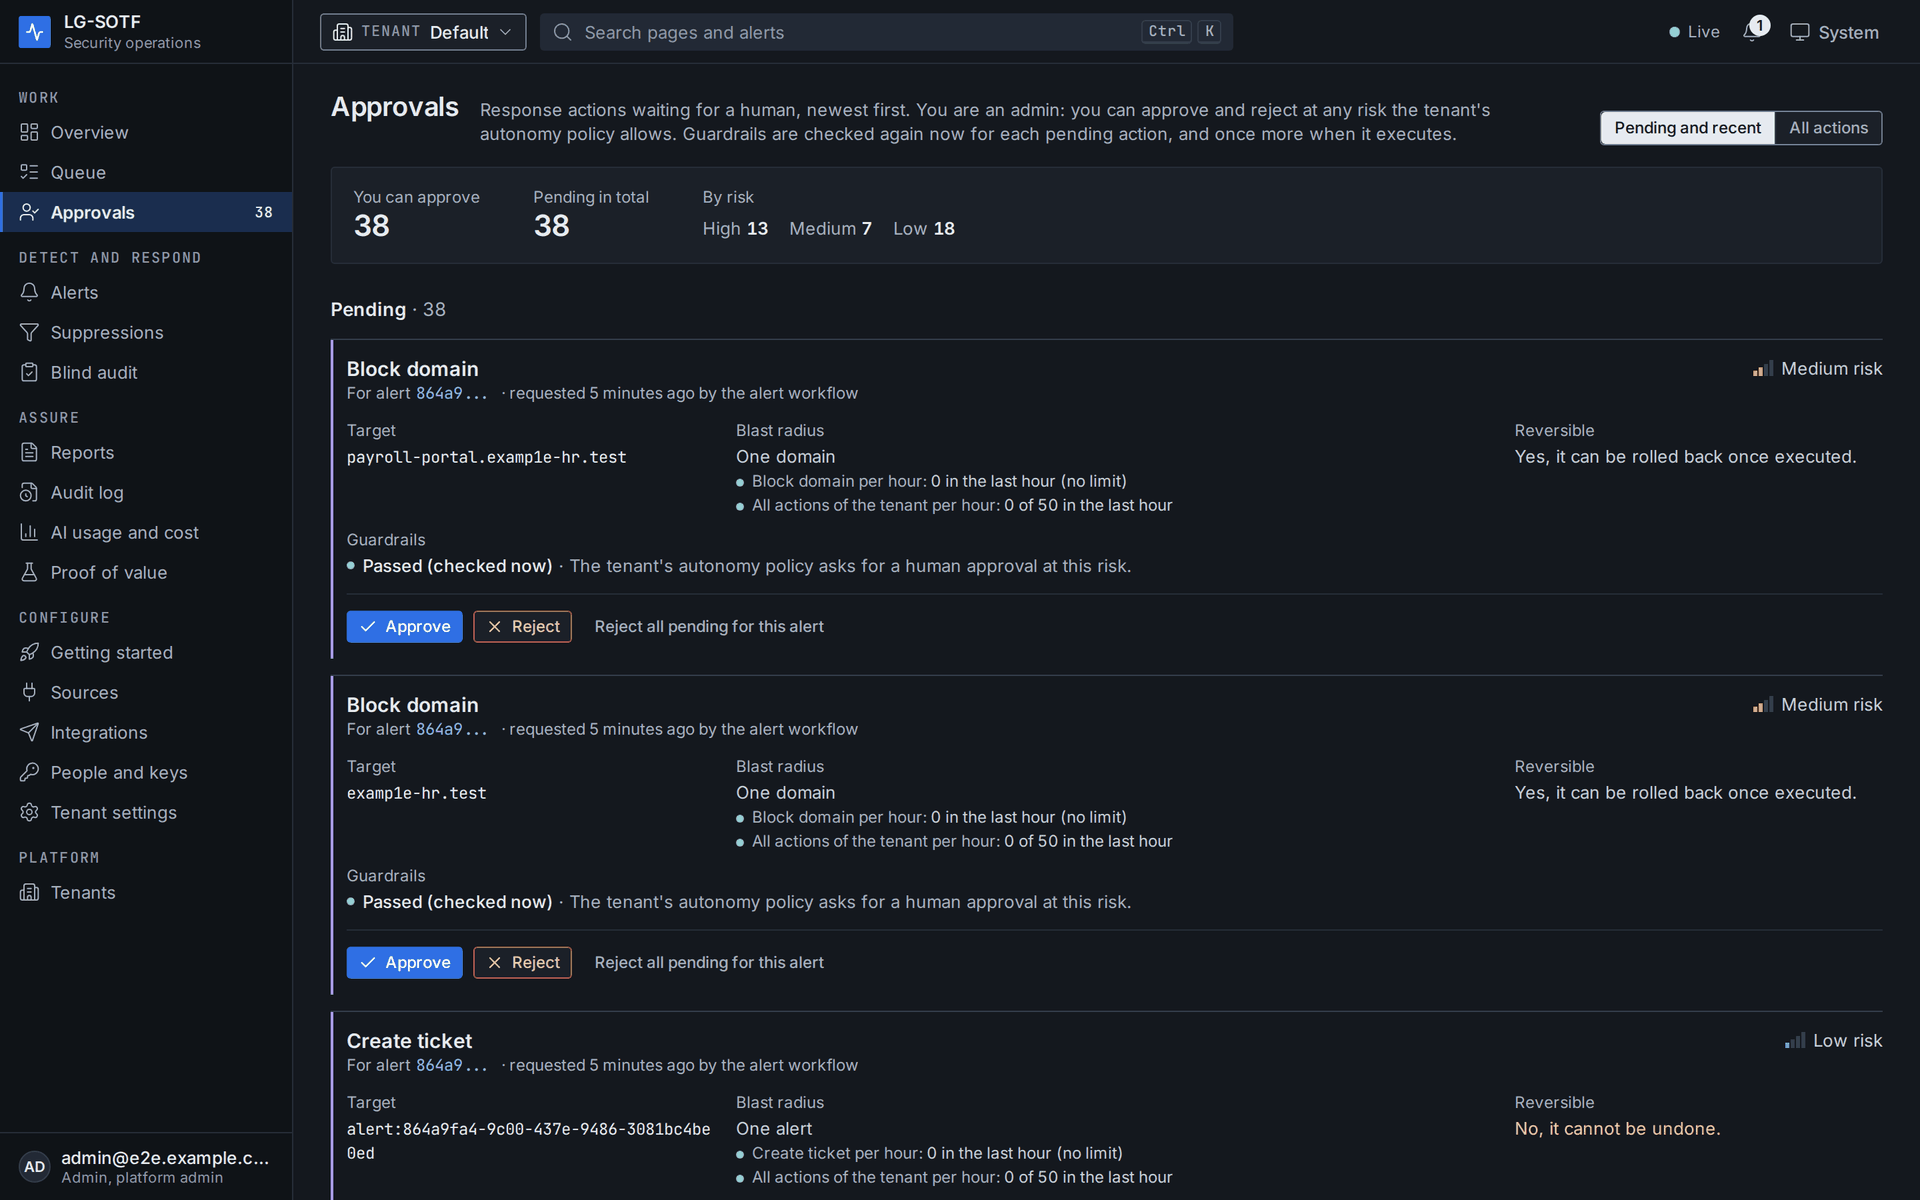 LG-SOTF
Security operations
TENANT Default
Search pages and alerts
Ctrl K
Live
1
System
WORK
Overview
Queue
Approvals 38
DETECT AND RESPOND
Alerts
Suppressions
Blind audit
ASSURE
Reports
Audit log
AI usage and cost
Proof of value
CONFIGURE
Getting started
Sources
Integrations
People and keys
Tenant settings
PLATFORM
Tenants
AD
admin@e2e.example.c...
Admin, platform admin
Approvals
Response actions waiting for a human, newest first. You are an admin: you can approve and reject at any risk the tenant's
autonomy policy allows. Guardrails are checked again now for each pending action, and once more when it executes.
Pending and recent
All actions
You can approve
38
Pending in total
38
By risk
High 13 Medium 7 Low 18
Pending · 38
Block domain
Medium risk
For alert 864a9... · requested 5 minutes ago by the alert workflow
Target
payroll-portal.examp1e-hr.test
Blast radius
One domain
Block domain per hour: 0 in the last hour (no limit)
All actions of the tenant per hour: 0 of 50 in the last hour
Reversible
Yes, it can be rolled back once executed.
Guardrails
Passed (checked now) · The tenant's autonomy policy asks for a human approval at this risk.
Approve
Reject
Reject all pending for this alert
Block domain
Medium risk
For alert 864a9... · requested 5 minutes ago by the alert workflow
Target
examp1e-hr.test
Blast radius
One domain
Block domain per hour: 0 in the last hour (no limit)
All actions of the tenant per hour: 0 of 50 in the last hour
Reversible
Yes, it can be rolled back once executed.
Guardrails
Passed (checked now) · The tenant's autonomy policy asks for a human approval at this risk.
Approve
Reject
Reject all pending for this alert
Create ticket
Low risk
For alert 864a9... · requested 5 minutes ago by the alert workflow
Target
alert:864a9fa4-9c00-437e-9486-3081bc4be
0ed
Blast radius
One alert
Create ticket per hour: 0 in the last hour (no limit)
All actions of the tenant per hour: 0 of 50 in the last hour
Reversible
No, it cannot be undone.